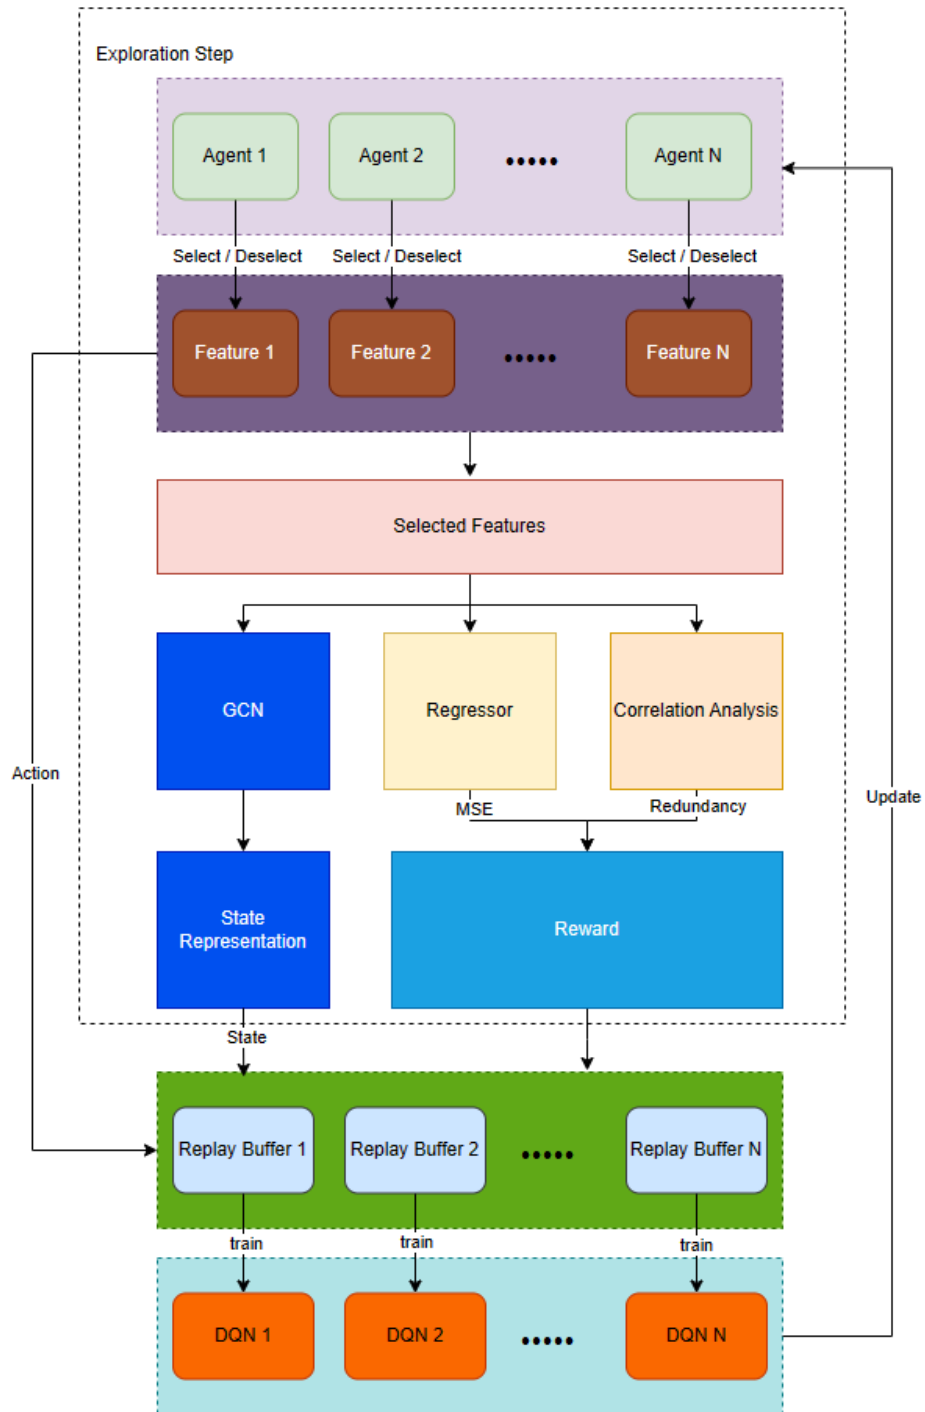 Exploration Step
Agent 1
Agent 2
Agent N
Select / Deselect
Select / Deselect
Select / Deselect
Feature 1
Feature 2
Feature N
Selected Features
GCN
Regressor
Correlation Analysis
Action
MSE
Redundancy
Update
State
Representation
Reward
State
Replay Buffer 1
Replay Buffer 2
Replay Buffer N
train
train
train
DQN 1
DQN 2
DQN N